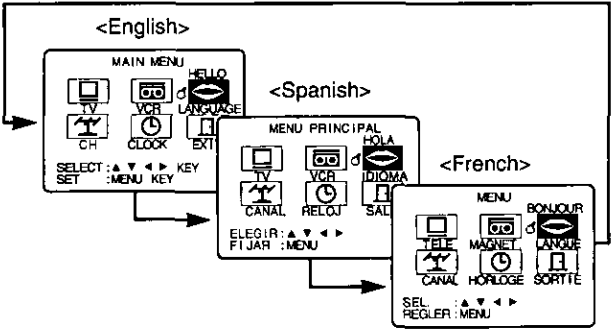 <English>
MAIN MENU
HELLO
TV VCR LANGUAGE
CH CLOCK EXIT
SELECT :▲ ▼ ◄ ► KEY
SET :MENU KEY
<Spanish>
MENU PRINCIPAL
HOLA
TV VCR IDIOMA
CANAL RELOJ SAL
ELEGIR :▲ ▼ ◄ ►
FIJAR :MENU
<French>
MENU
BONJOUR
TELE MAGNET LANGUE
CANAL HORLOGE SORTIE
SEL. :▲ ▼ ◄ ►
REGLER :MENU